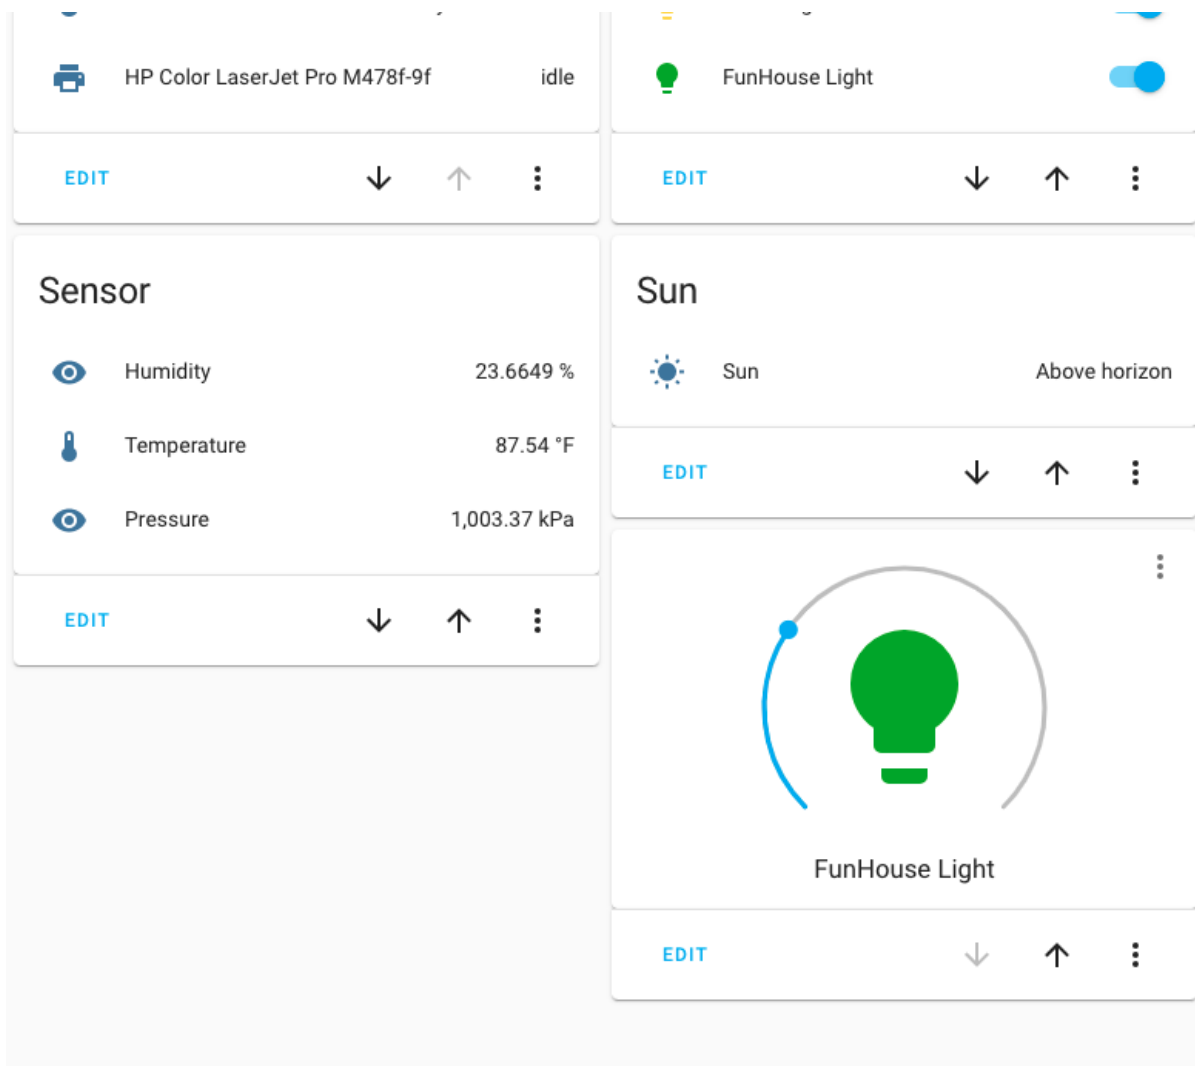 HP Color LaserJet Pro M478f-9f idle
EDIT
Sensor
Humidity 23.6649 %
Temperature 87.54 °F
Pressure 1,003.37 kPa
EDIT
FunHouse Light
EDIT
Sun
Sun Above horizon
EDIT
FunHouse Light
EDIT